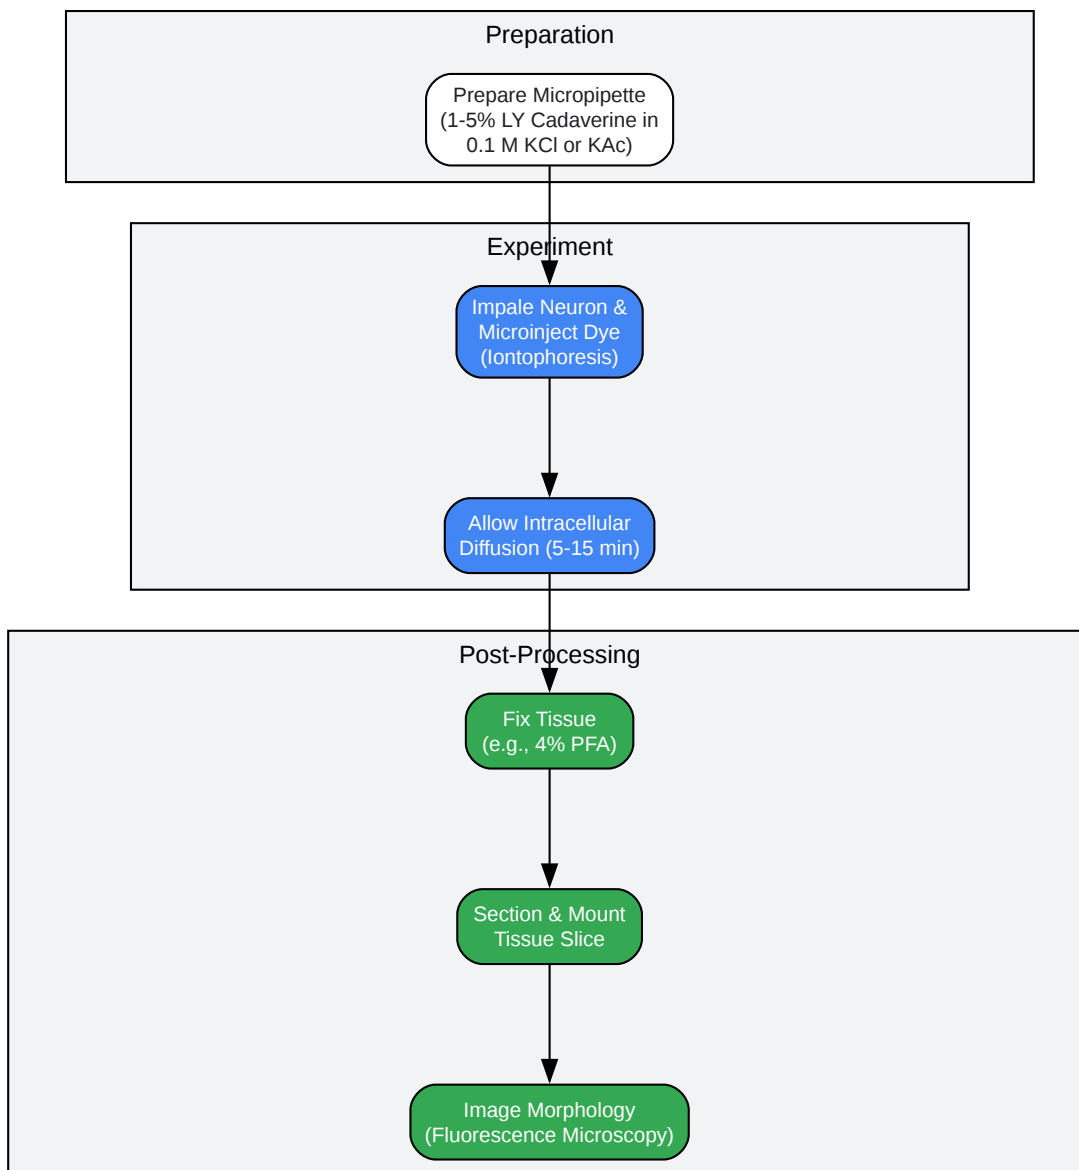 Preparation
Prepare Micropipette
(1-5% LY Cadaverine in
0.1 M KCl or KAc)
Experiment
Impale Neuron &
Microinject Dye
(Iontophoresis)
Allow Intracellular
Diffusion (5-15 min)
Post-Processing
Fix Tissue
(e.g., 4% PFA)
Section & Mount
Tissue Slice
Image Morphology
(Fluorescence Microscopy)